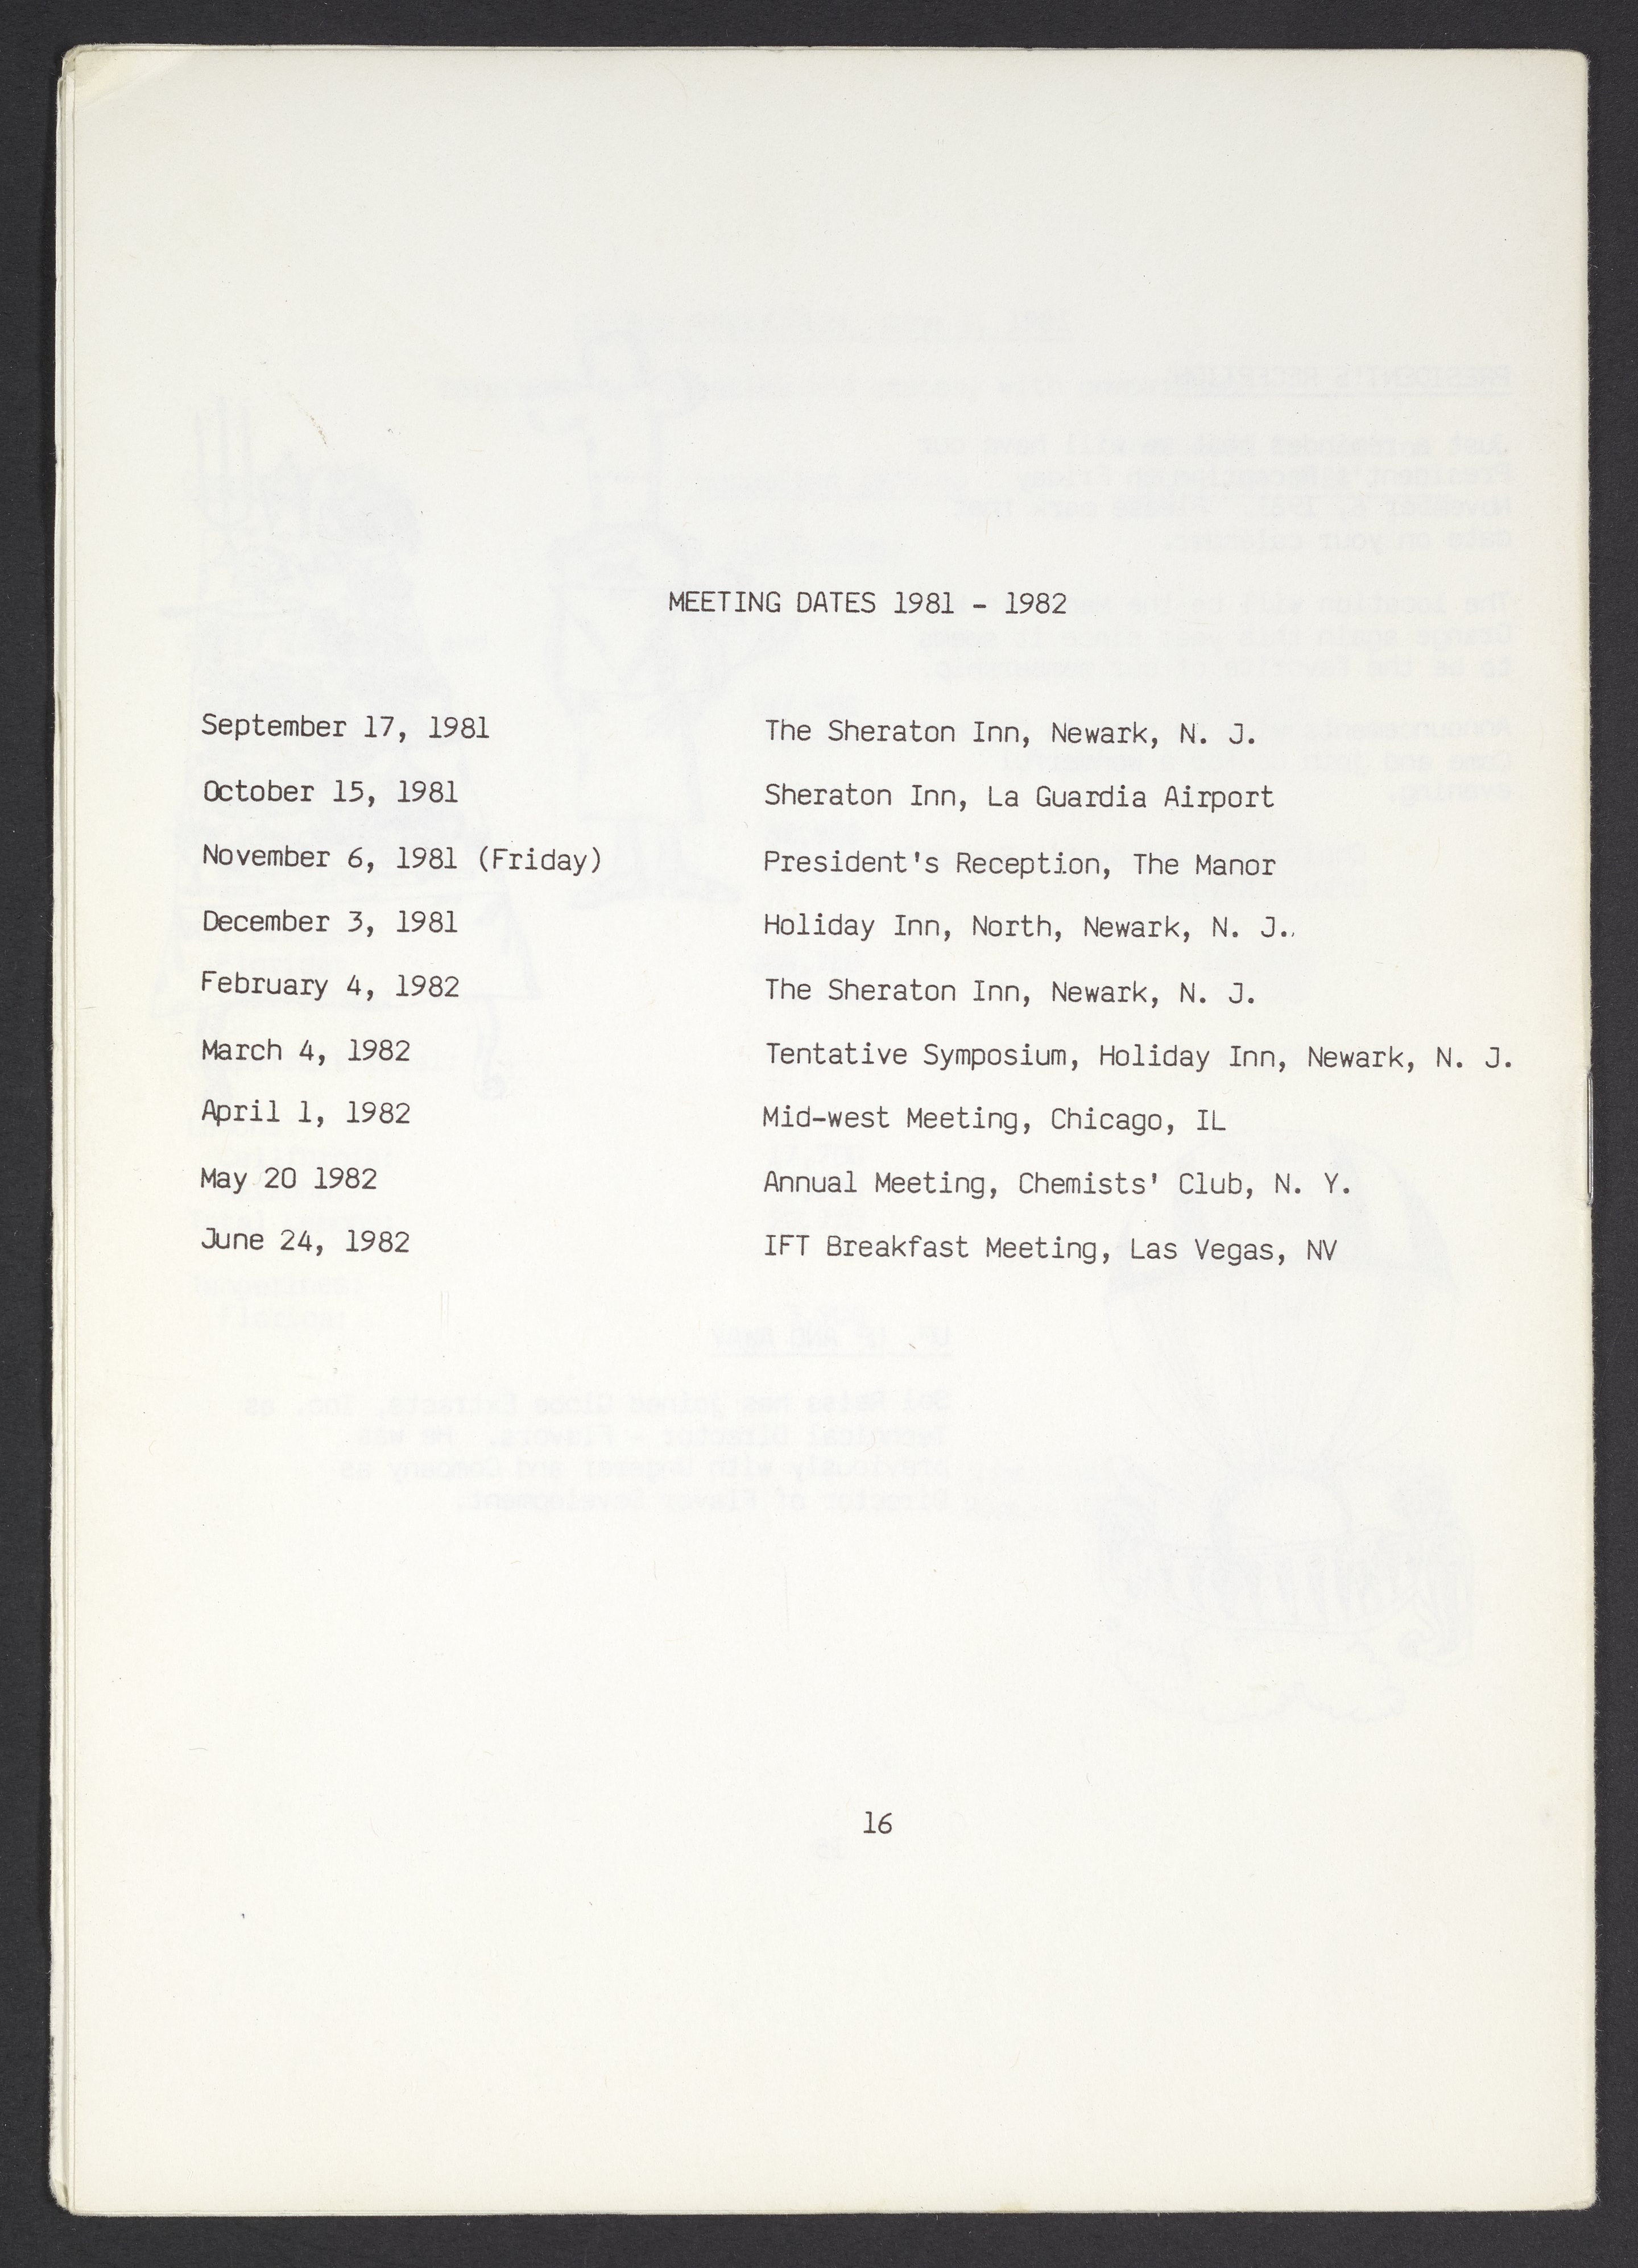 MEETING DATES 1981 - 1982
September 17, 1981 The Sheraton Inn, Newark, N. J.
October 15, 1981 Sheraton Inn, La Guardia Airport
November 6, 1981 (Friday) President's Reception, The Manor
December 3, 1981 Holiday Inn, North, Newark, N. J.
February 4, 1982 The Sheraton Inn, Newark, N. J.
March 4, 1982 Tentative Symposium, Holiday Inn, Newark, N. J.
April 1, 1982 Mid-west Meeting, Chicago, IL
May 20 1982 Annual Meeting, Chemists' Club, N. Y.
June 24, 1982 IFT Breakfast Meeting, Las Vegas, NV
16